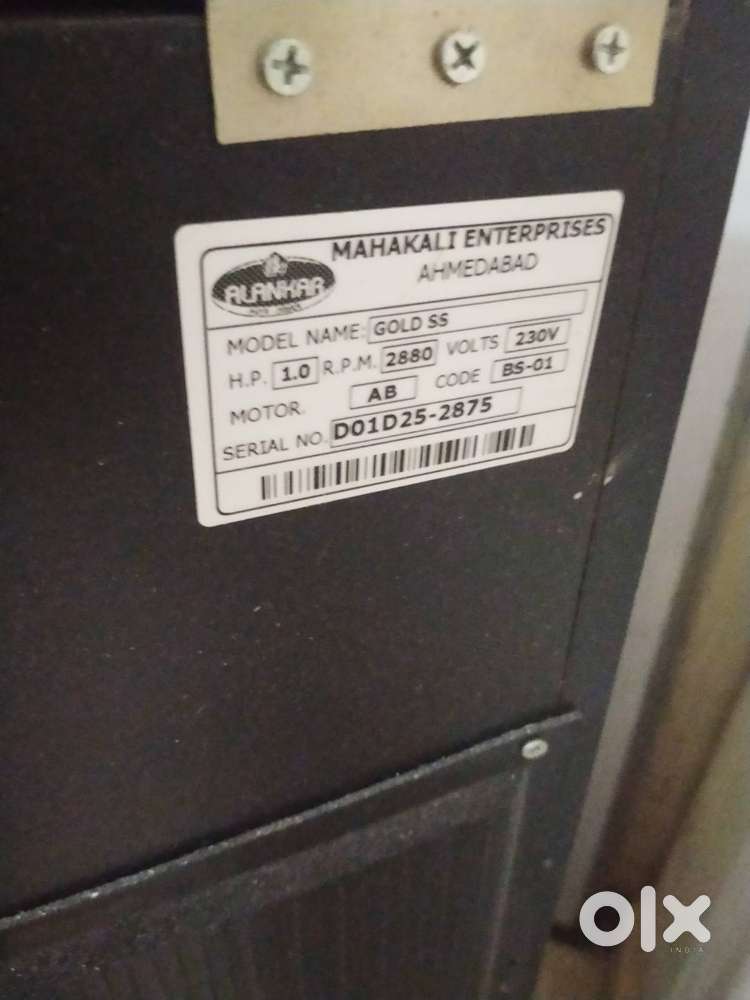 MAHAKALI ENTERPRISES
AHMEDABAD
ALANKAR
MODEL NAME: GOLD SS
H.P. 1.0 R.P.M. 2880 VOLTS 230V
MOTOR. AB CODE BS-01
SERIAL NO. D01D25-2875
olx
INDIA